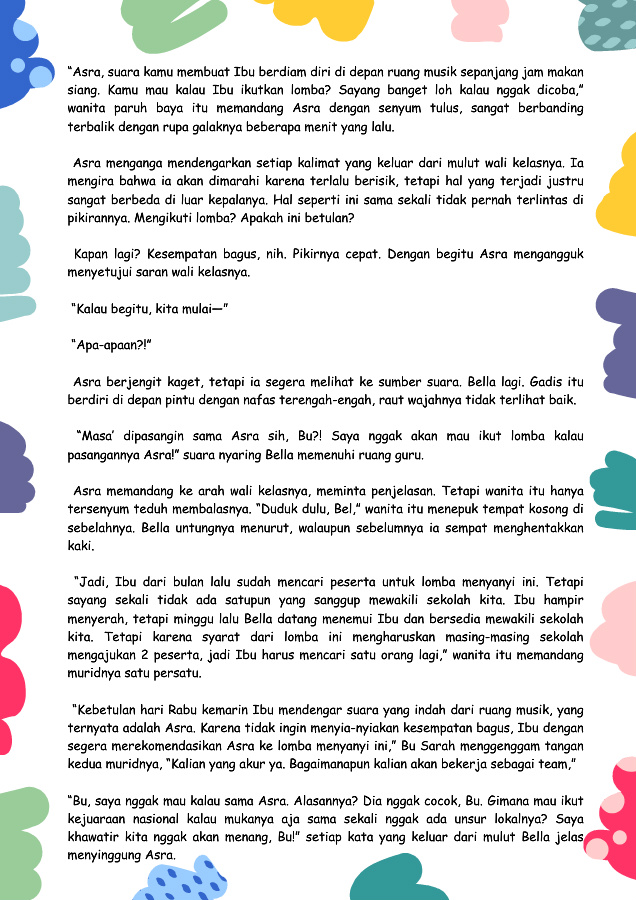 “Asra, suara kamu membuat Ibu berdiam diri di depan ruang musik sepanjang jam makan
siang. Kamu mau kalau Ibu ikutkan lomba? Sayang banget loh kalau nggak dicoba,”
wanita paruh baya itu memandang Asra dengan senyum tulus, sangat berbanding
terbalik dengan rupa galaknya beberapa menit yang lalu.
Asra menganga mendengarkan setiap kalimat yang keluar dari mulut wali kelasnya. Ia
mengira bahwa ia akan dimarahi karena terlalu berisik, tetapi hal yang terjadi justru
sangat berbeda di luar kepalanya. Hal seperti ini sama sekali tidak pernah terlintas di
pikirannya. Mengikuti lomba? Apakah ini betulan?
Kapan lagi? Kesempatan bagus, nih. Pikirnya cepat. Dengan begitu Asra mengangguk
menyetujui saran wali kelasnya.
“Kalau begitu, kita mulai—”
“Apa-apaan?!”
Asra berjengit kaget, tetapi ia segera melihat ke sumber suara. Bella lagi. Gadis itu
berdiri di depan pintu dengan nafas terengah-engah, raut wajahnya tidak terlihat baik.
“Masa’ dipasangin sama Asra sih, Bu?! Saya nggak akan mau ikut lomba kalau
pasangannya Asra!” suara nyaring Bella memenuhi ruang guru.
Asra memandang ke arah wali kelasnya, meminta penjelasan. Tetapi wanita itu hanya
tersenyum teduh membalasnya. “Duduk dulu, Bel,” wanita itu menepuk tempat kosong di
sebelahnya. Bella untungnya menurut, walaupun sebelumnya ia sempat menghentakkan
kaki.
“Jadi, Ibu dari bulan lalu sudah mencari peserta untuk lomba menyanyi ini. Tetapi
sayang sekali tidak ada satupun yang sanggup mewakili sekolah kita. Ibu hampir
menyerah, tetapi minggu lalu Bella datang menemui Ibu dan bersedia mewakili sekolah
kita. Tetapi karena syarat dari lomba ini mengharuskan masing-masing sekolah
mengajukan 2 peserta, jadi Ibu harus mencari satu orang lagi,” wanita itu memandang
muridnya satu persatu.
“Kebetulan hari Rabu kemarin Ibu mendengar suara yang indah dari ruang musik, yang
ternyata adalah Asra. Karena tidak ingin menyia-nyiakan kesempatan bagus, Ibu dengan
segera merekomendasikan Asra ke lomba menyanyi ini,” Bu Sarah menggenggam tangan
kedua muridnya, “Kalian yang akur ya. Bagaimanapun kalian akan bekerja sebagai team,”
“Bu, saya nggak mau kalau sama Asra. Alasannya? Dia nggak cocok, Bu. Gimana mau ikut
kejuaraan nasional kalau mukanya aja sama sekali nggak ada unsur lokalnya? Saya
khawatir kita nggak akan menang, Bu!” setiap kata yang keluar dari mulut Bella jelas
menyinggung Asra.